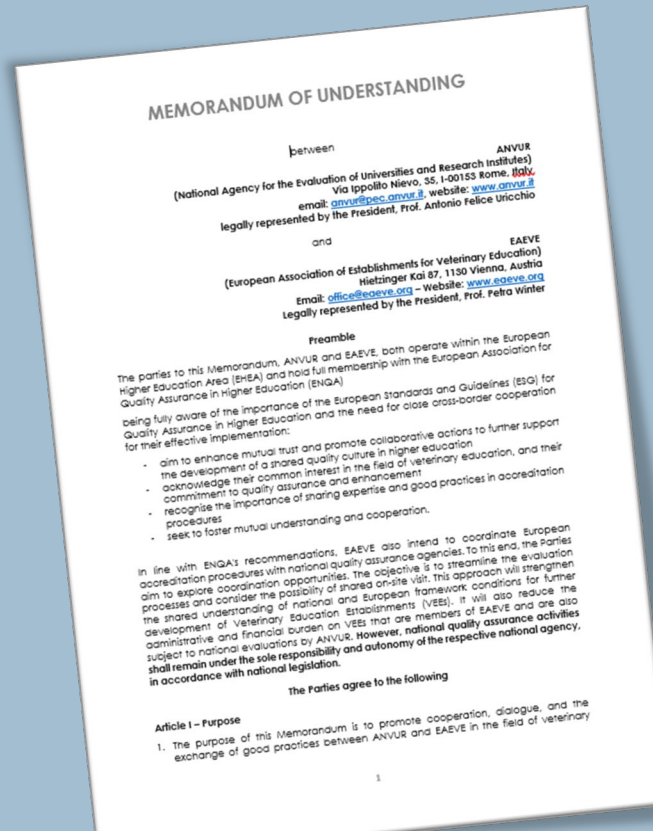 MEMORANDUM OF UNDERSTANDING
between
ANVUR
(National Agency for the Evaluation of Universities and Research Institutes)
Via Ippolito Nievo, 35, I-00153 Rome, Italy,
email: anvur@pec.anvur.it, website: www.anvur.it
legally represented by the President, Prof. Antonio Felice Uricchio
and
EAEVE
(European Association of Establishments for Veterinary Education)
Hietzinger Kai 87, 1130 Vienna, Austria
Email: office@eaeve.org – Website: www.eaeve.org
Legally represented by the President, Prof. Petra Winter
Preamble
The parties to this Memorandum, ANVUR and EAEVE, both operate within the European
Higher Education Area (EHEA) and hold full membership with the European Association for
Quality Assurance in Higher Education (ENQA)
being fully aware of the importance of the European Standards and Guidelines (ESG) for
Quality Assurance in Higher Education and the need for close cross-border cooperation
for their effective implementation:
- aim to enhance mutual trust and promote collaborative actions to further support
the development of a shared quality culture in higher education
- acknowledge their common interest in the field of veterinary education, and their
commitment to quality assurance and enhancement
- recognise the importance of sharing expertise and good practices in accreditation
procedures
- seek to foster mutual understanding and cooperation.
In line with ENQA's recommendations, EAEVE also intend to coordinate European
accreditation procedures with national quality assurance agencies. To this end, the Parties
aim to explore coordination opportunities. The objective is to streamline the evaluation
processes and consider the possibility of shared on-site visit. This approach will strengthen
the shared understanding of national and European framework conditions for further
development of Veterinary Education Establishments (VEEs). It will also reduce the
administrative and financial burden on VEEs that are members of EAEVE and are also
subject to national evaluations by ANVUR. However, national quality assurance activities
shall remain under the sole responsibility and autonomy of the respective national agency,
in accordance with national legislation.
The Parties agree to the following
Article I – Purpose
1. The purpose of this Memorandum is to promote cooperation, dialogue, and the
exchange of good practices between ANVUR and EAEVE in the field of veterinary
1